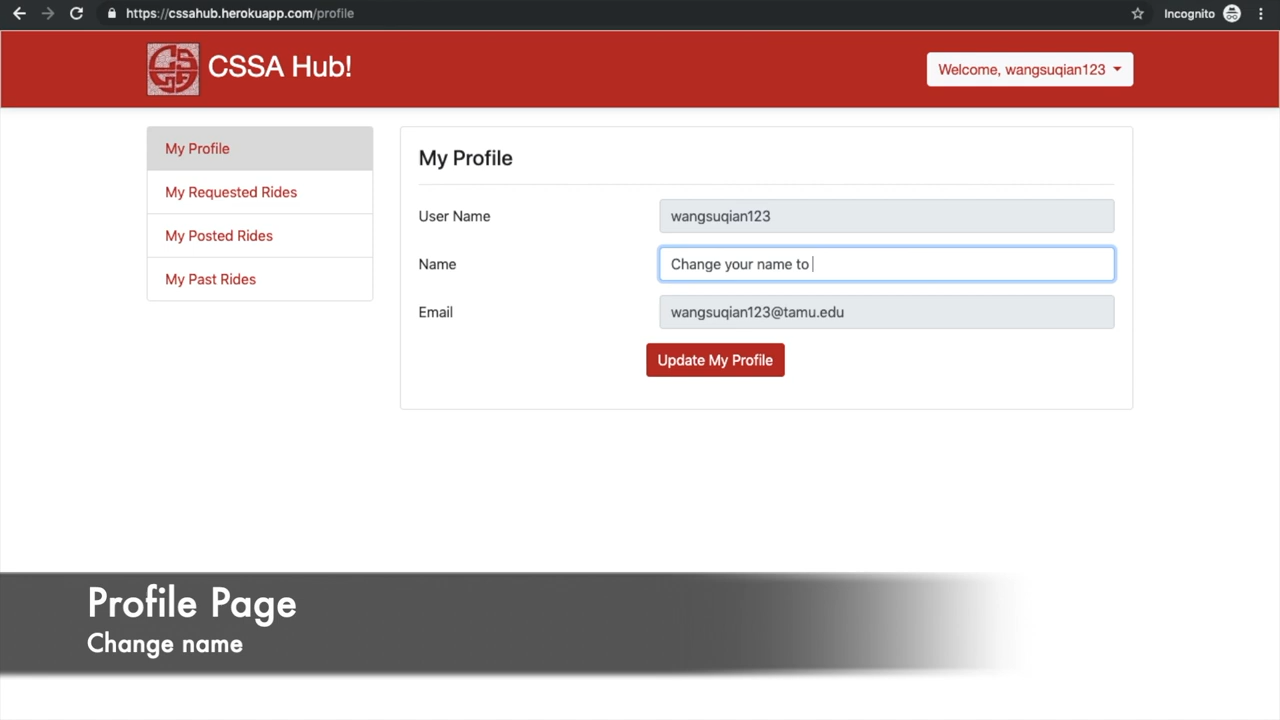 https://cssahub.herokuapp.com/profile
Incognito
CSSA Hub!
Welcome, wangsuqian123
My Profile
My Requested Rides
My Posted Rides
My Past Rides
My Profile
User Name
wangsuqian123
Name
Change your name to
Email
wangsuqian123@tamu.edu
Update My Profile
Profile Page
Change name